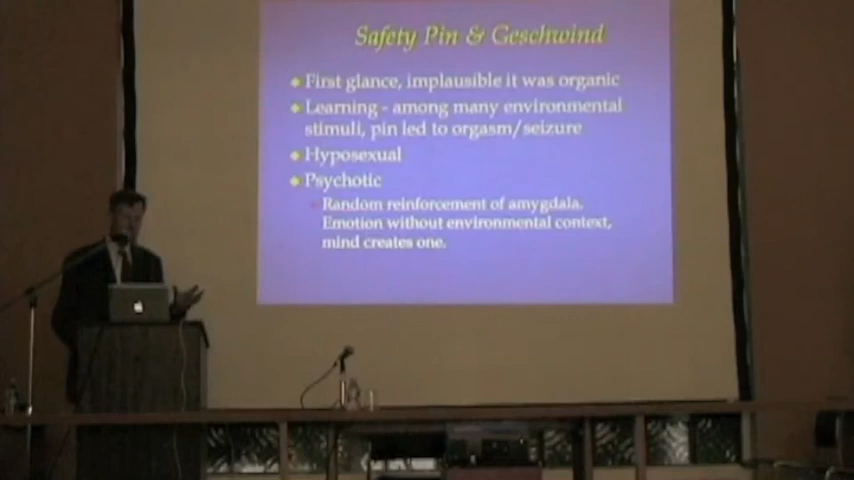 Safety Pin & Geschwind
First glance, implausible it was organic
Learning - among many environmental
stimuli, pin led to orgasm/seizure
Hyposexual
Psychotic
Random reinforcement of amygdala.
Emotion without environmental context,
mind creates one.